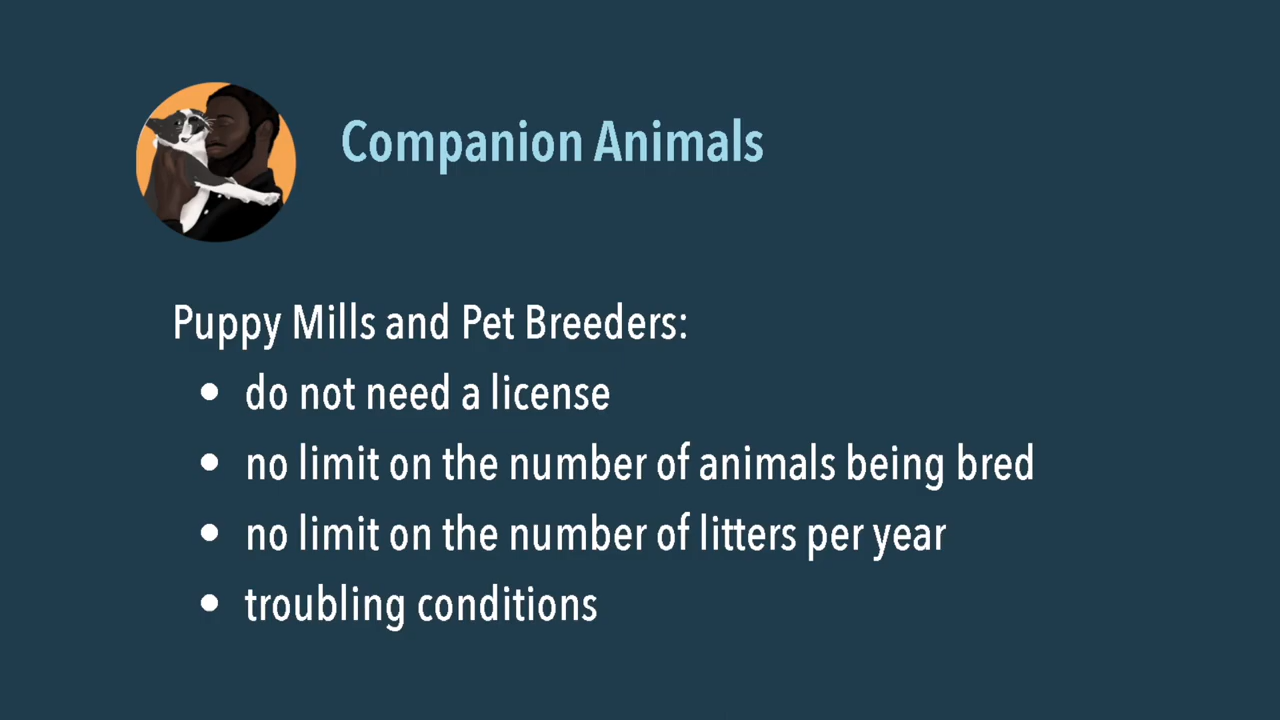 Companion Animals
Puppy Mills and Pet Breeders:
• do not need a license
• no limit on the number of animals being bred
• no limit on the number of litters per year
• troubling conditions